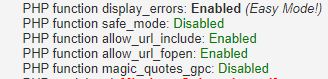 PHP function display_errors: Enabled (Easy Mode!)
PHP function safe_mode: Disabled
PHP function allow_url_include: Enabled
PHP function allow_url_fopen: Enabled
PHP function magic_quotes_gpc: Disabled